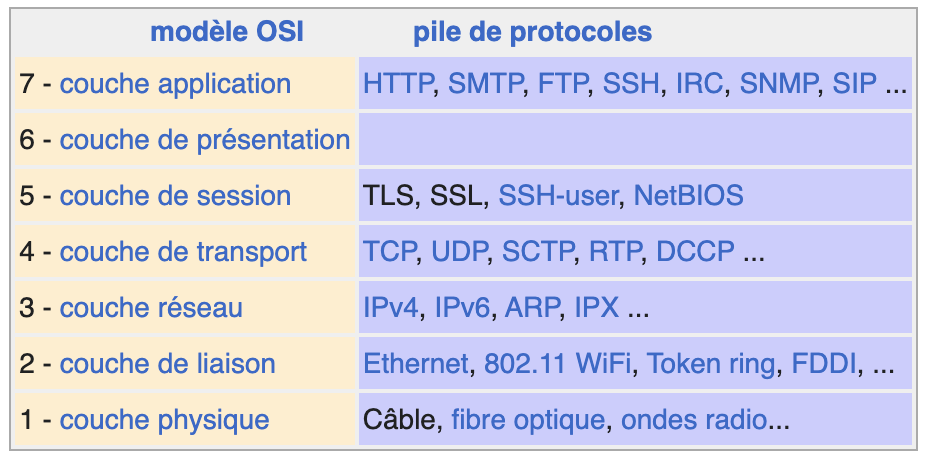 modèle OSI pile de protocoles
7 - couche application HTTP, SMTP, FTP, SSH, IRC, SNMP, SIP ...
6 - couche de présentation
5 - couche de session TLS, SSL, SSH-user, NetBIOS
4 - couche de transport TCP, UDP, SCTP, RTP, DCCP ...
3 - couche réseau IPv4, IPv6, ARP, IPX ...
2 - couche de liaison Ethernet, 802.11 WiFi, Token ring, FDDI, ...
1 - couche physique Câble, fibre optique, ondes radio...